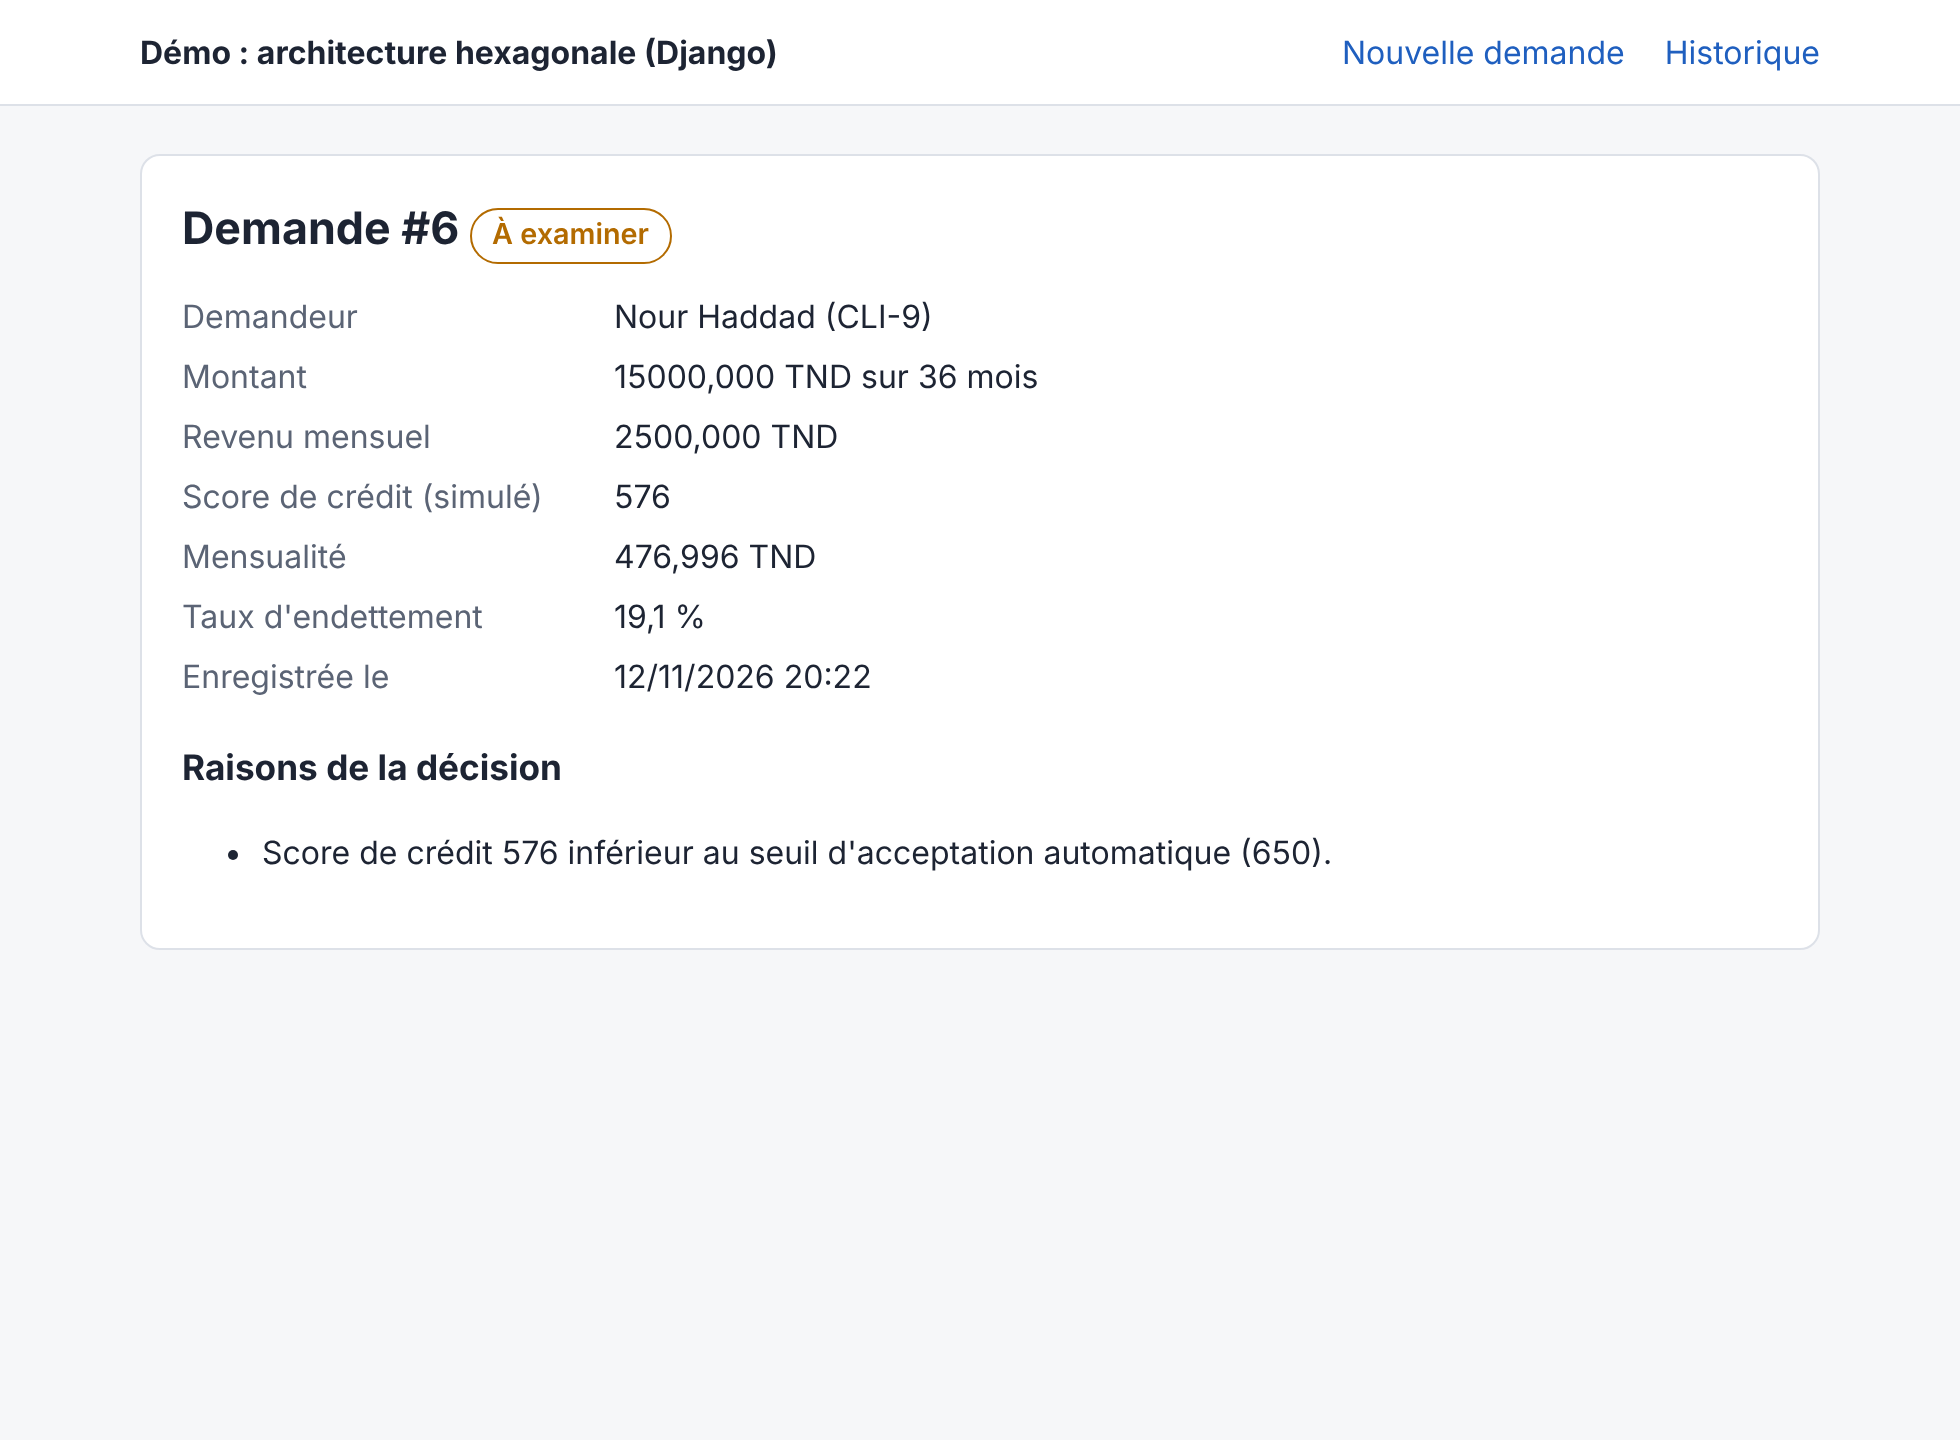 Démo : architecture hexagonale (Django)
Nouvelle demande
Historique
Demande #6 À examiner
Demandeur Nour Haddad (CLI-9)
Montant 15000,000 TND sur 36 mois
Revenu mensuel 2500,000 TND
Score de crédit (simulé) 576
Mensualité 476,996 TND
Taux d'endettement 19,1 %
Enregistrée le 12/11/2026 20:22
Raisons de la décision
• Score de crédit 576 inférieur au seuil d'acceptation automatique (650).